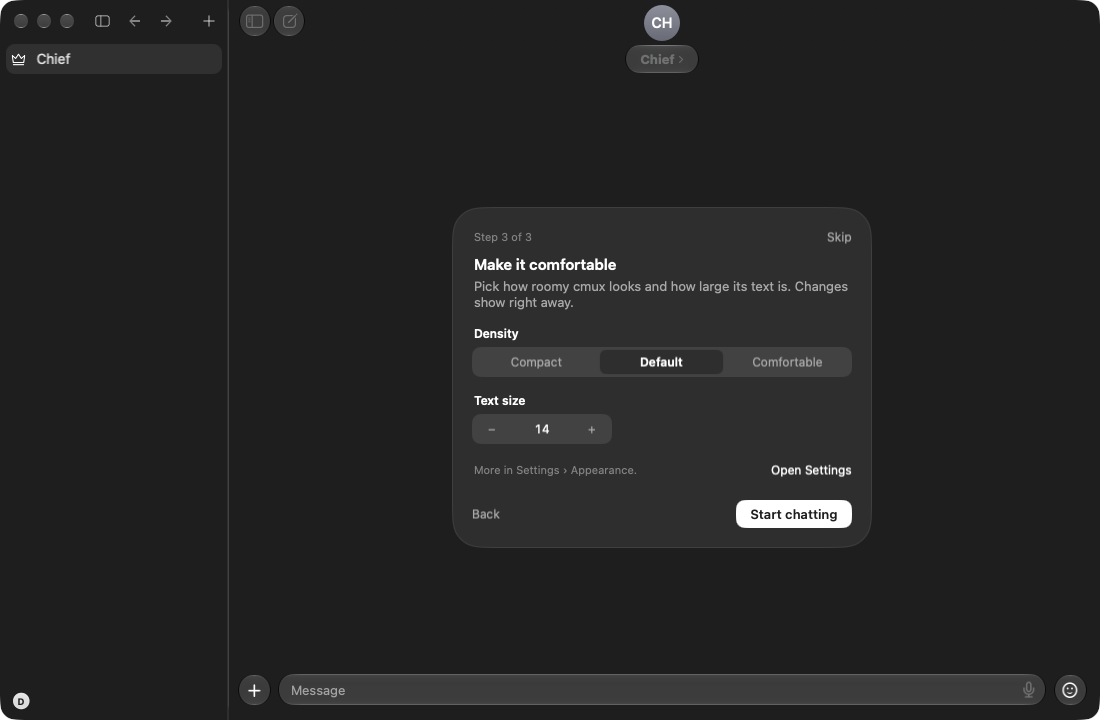 CH
Chief
Chief ›
Step 3 of 3
Skip
Make it comfortable
Pick how roomy cmux looks and how large its text is. Changes
show right away.
Density
Compact Default Comfortable
Text size
− 14 +
More in Settings › Appearance.
Open Settings
Back
Start chatting
Message
D